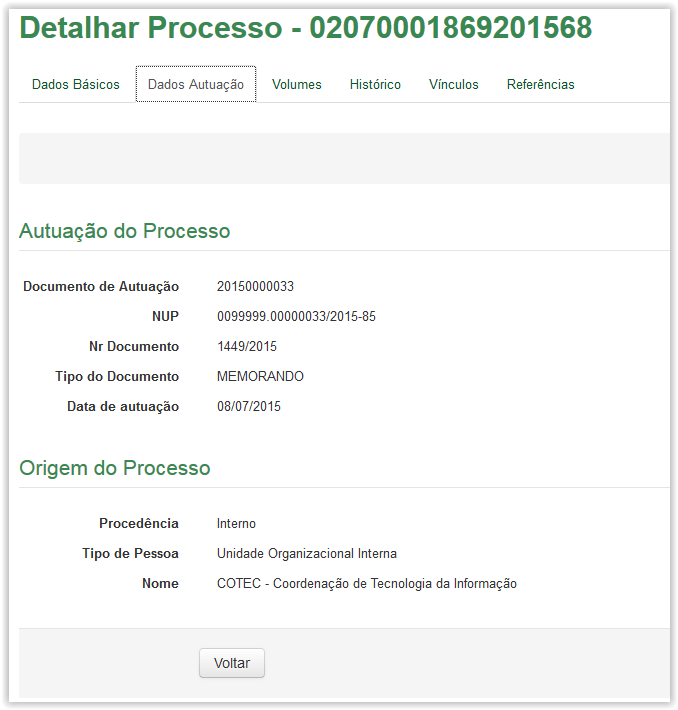 Detalhar Processo - 02070001869201568
Dados Básicos Dados Autuação Volumes Histórico Vínculos Referências
Autuação do Processo
Documento de Autuação 20150000033
NUP 0099999.00000033/2015-85
Nr Documento 1449/2015
Tipo do Documento MEMORANDO
Data de autuação 08/07/2015
Origem do Processo
Procedência Interno
Tipo de Pessoa Unidade Organizacional Interna
Nome COTEC - Coordenação de Tecnologia da Informação
Voltar